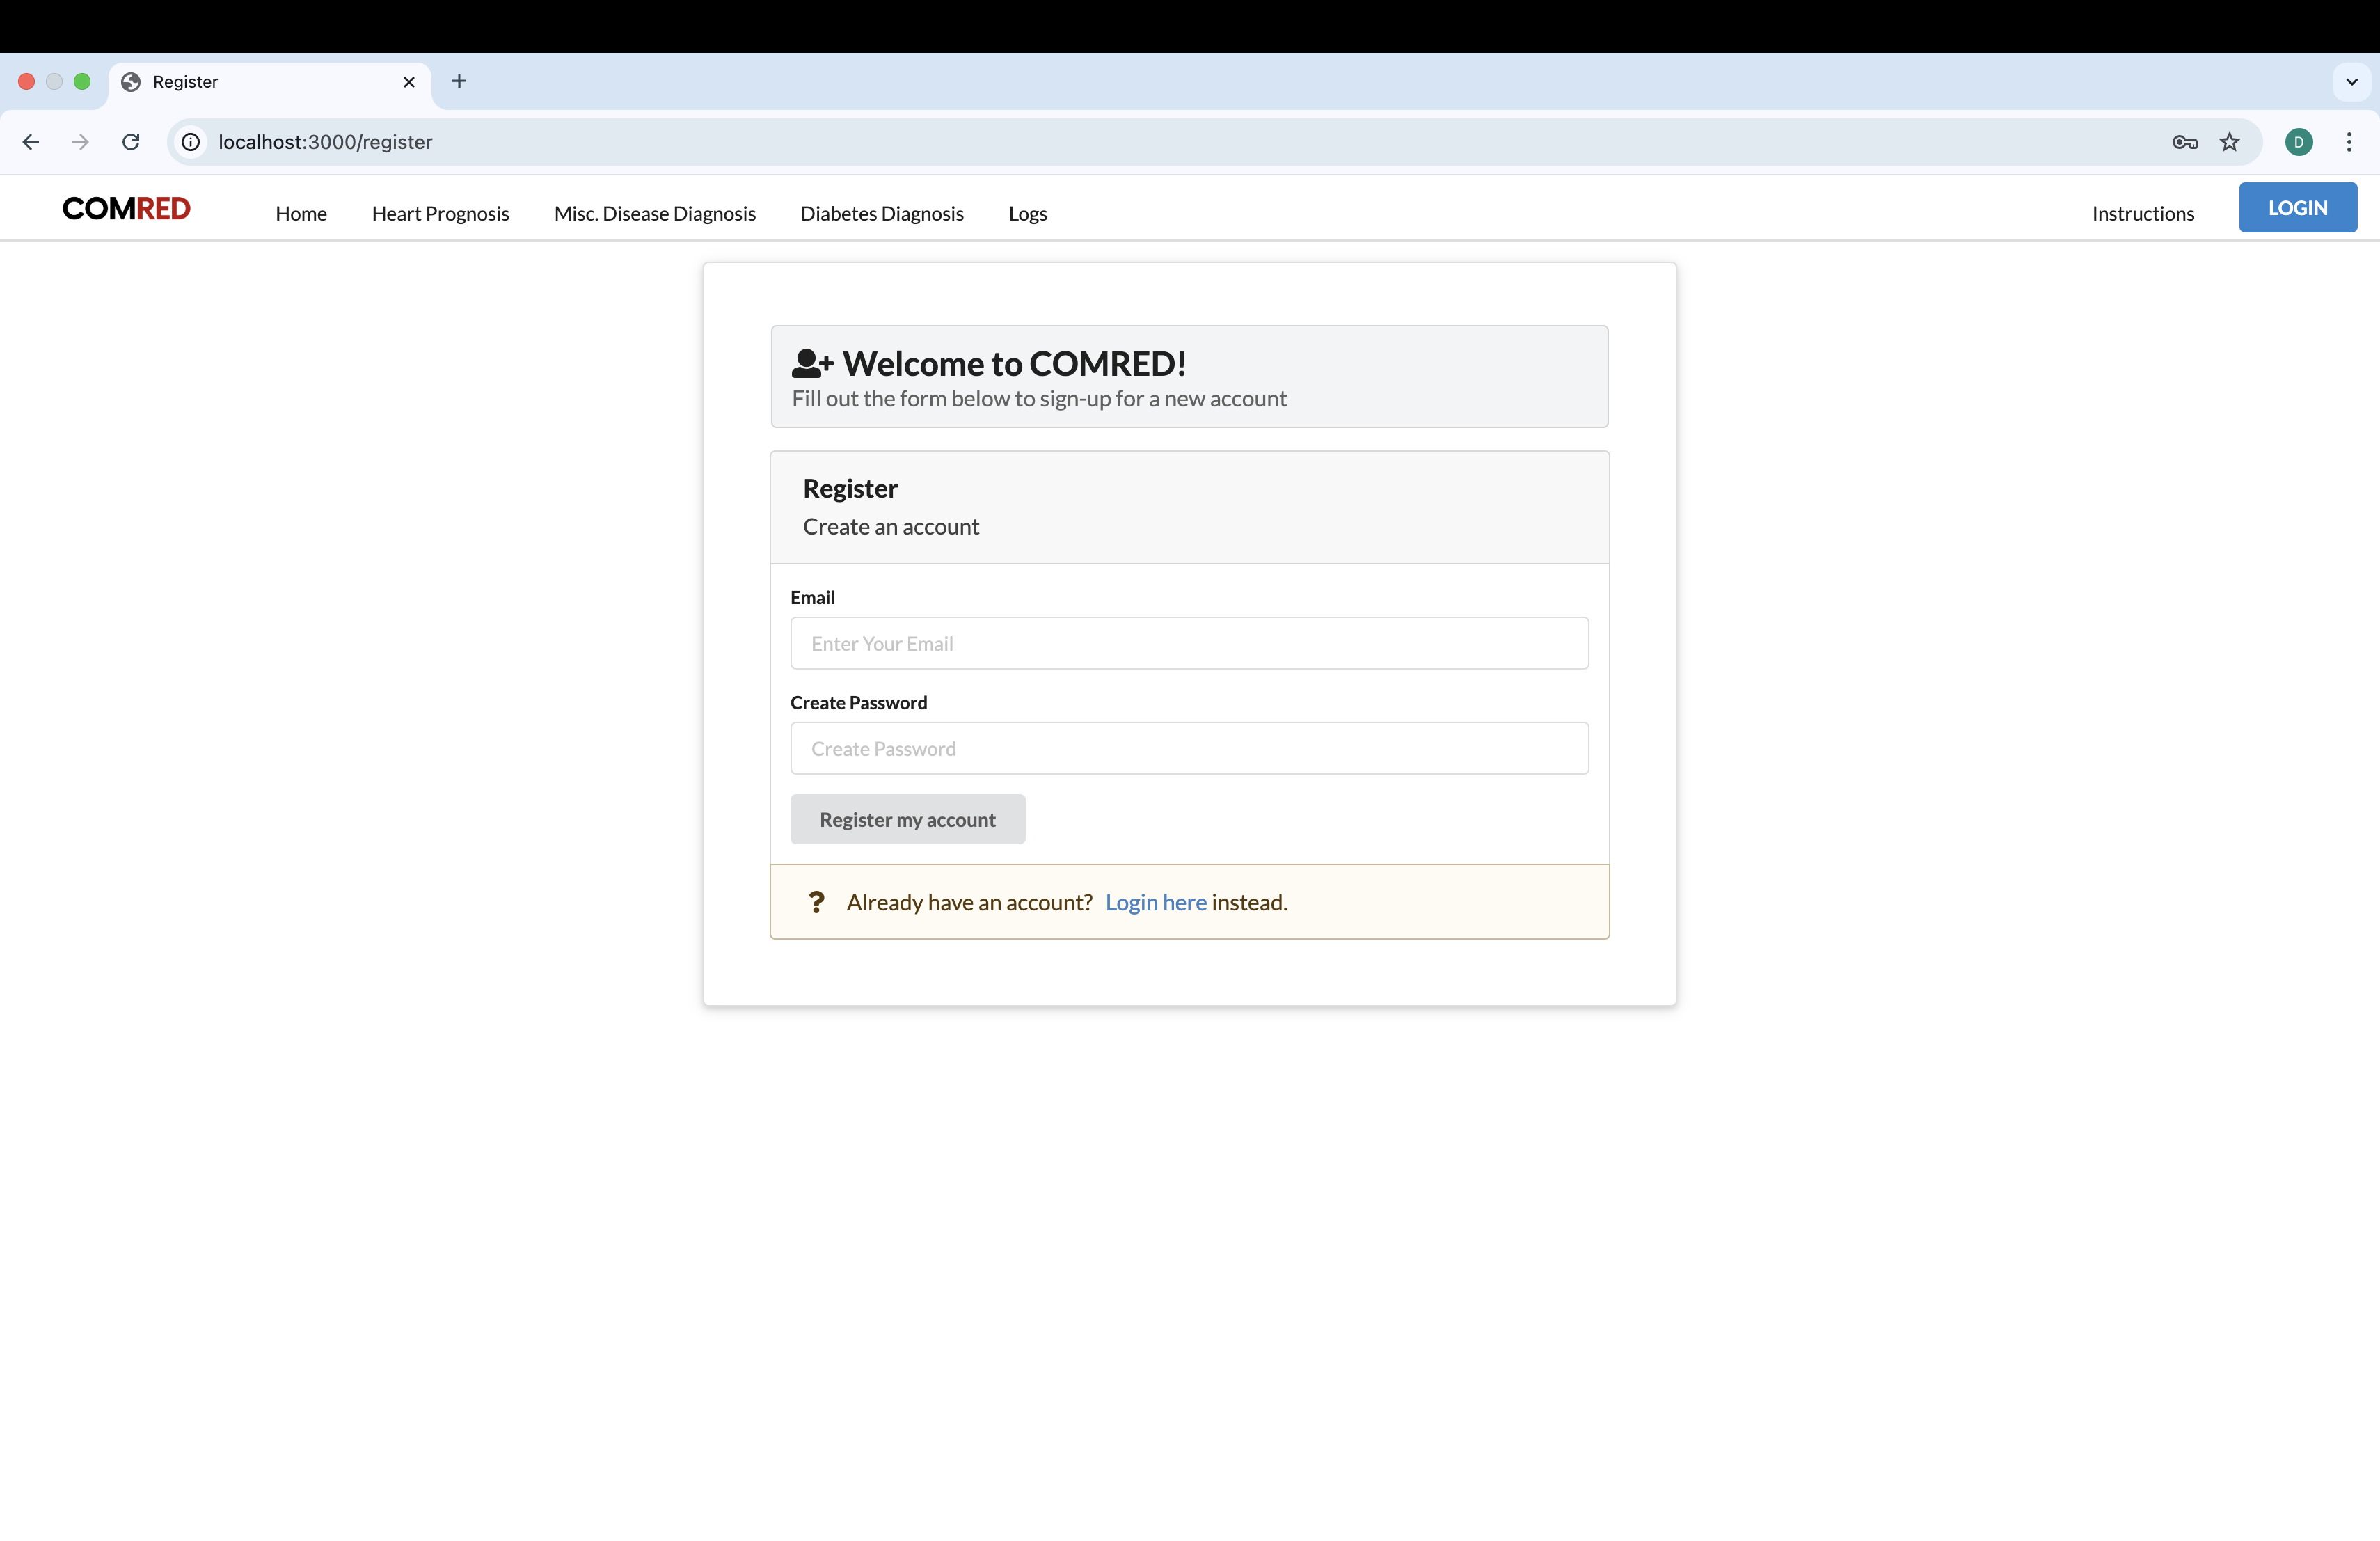 Register
localhost:3000/register
D
COMRED Home Heart Prognosis Misc. Disease Diagnosis Diabetes Diagnosis Logs Instructions LOGIN
Welcome to COMRED!
Fill out the form below to sign-up for a new account
Register
Create an account
Email
Enter Your Email
Create Password
Create Password
Register my account
? Already have an account? Login here instead.